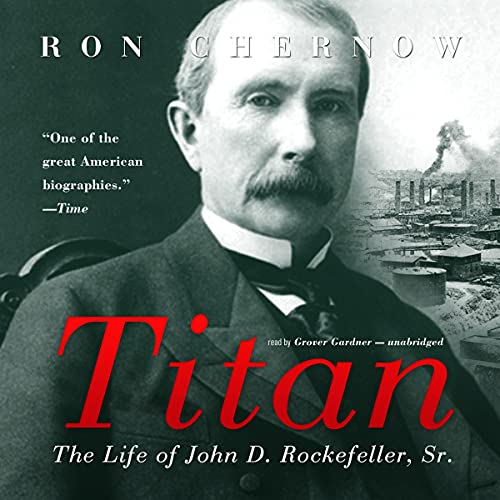 RON CHERNOW
“One of the
great American
biographies.”
—Time
read by Grover Gardner — unabridged
Titan
The Life of John D. Rockefeller, Sr.